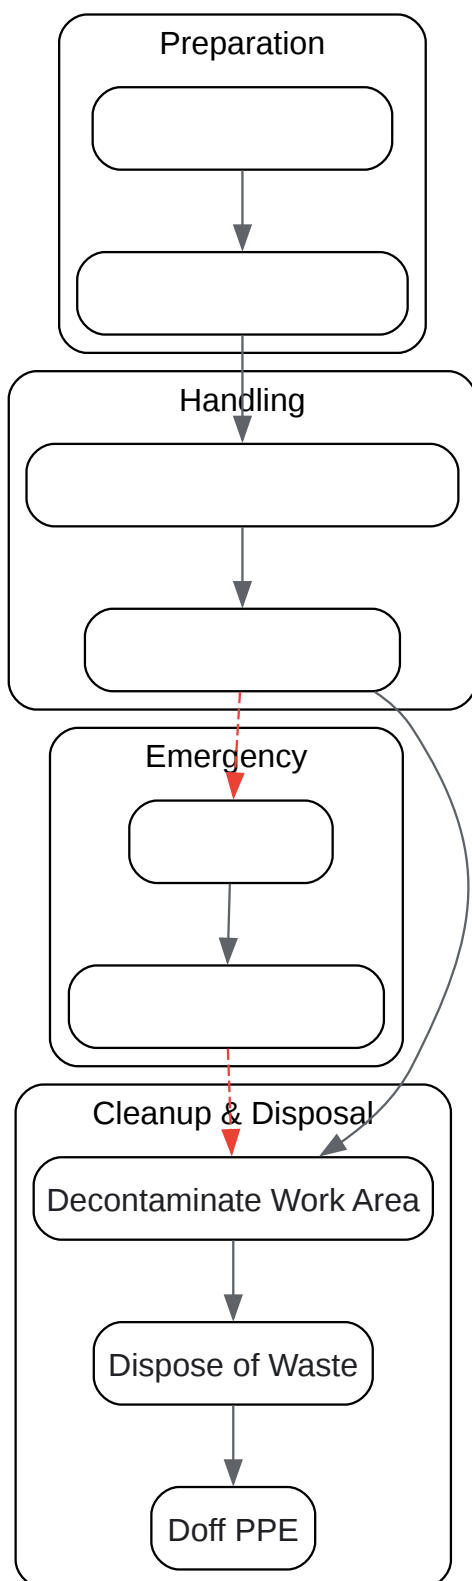 Preparation
Handling
Emergency
Cleanup & Disposal
Decontaminate Work Area
Dispose of Waste
Doff PPE